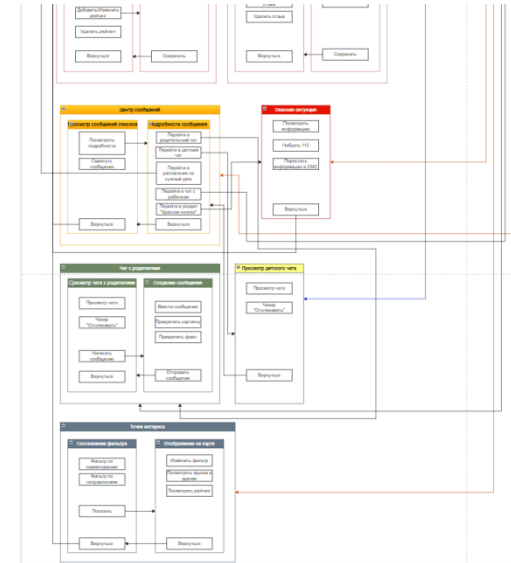 Добавить/Изменить
рейтинг
Удалить рейтинг
Вернуться
Сохранить
отзыв
Удалить отзыв
Вернуться
Сохранить
Центр сообщений
Просмотр сообщений списком
Посмотреть
подробности
Смахнуть
сообщение
Вернуться
Подробности сообщения
Перейти в
родительский чат
Перейти в детский
чат
Перейти в
расписание на
нужный урок
Перейти в чат с
ребенком
Перейти в раздел
"Красная кнопка"
Вернуться
Опасная ситуация
Посмотреть
информацию
Набрать 112
Переслать
информацию в СМС
Вернуться
Чат с родителями
Просмотр чата с родителями
Просмотр чата
Чекер
"Отслеживать"
Написать
сообщение
Вернуться
Создание сообщения
Ввести сообщение
Прикрепить картинку
Прикрепить файл
Отправить
сообщение
Просмотр детского чата
Просмотр чата
Чекер
"Отслеживать"
Вернуться
Точки интереса
Составление фильтра
Фильтр по
наименованию
Фильтр по
направлениям
Показать
Вернуться
Отображение на карте
Изменить фильтр
Посмотреть кружки в
здании
Посмотреть рейтинг
Вернуться